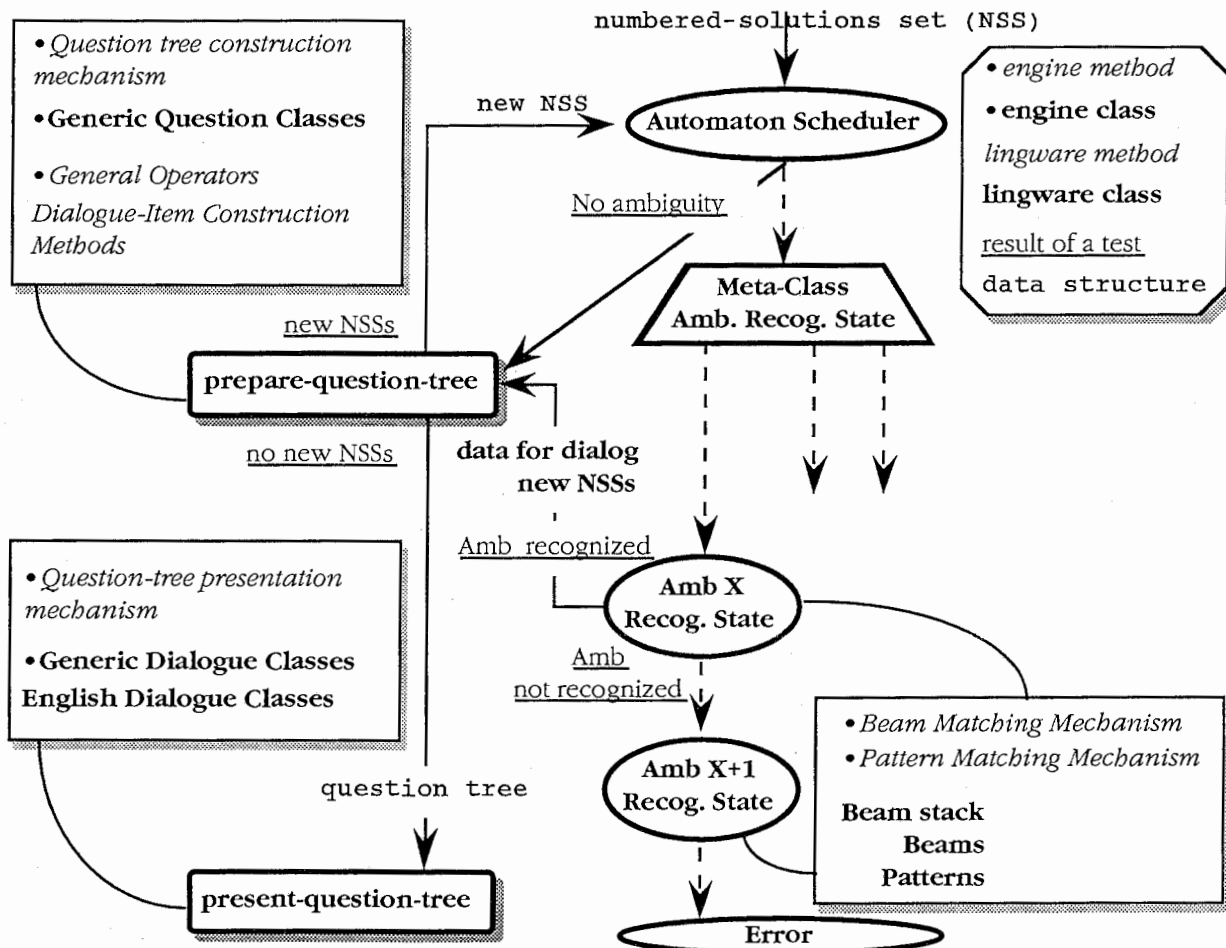 numbered-solutions set (NSS)
• Question tree construction
mechanism
• Generic Question Classes
• General Operators
Dialogue-Item Construction
Methods
new NSS
Automaton Scheduler
• engine method
• engine class
lingware method
lingware class
result of a test
data structure
No ambiguity
Meta-Class
Amb. Recog. State
new NSSs
prepare-question-tree
no new NSSs
data for dialog
new NSSs
Amb recognized
Amb X
Recog. State
• Question-tree presentation
mechanism
• Generic Dialogue Classes
English Dialogue Classes
Amb
not recognized
• Beam Matching Mechanism
• Pattern Matching Mechanism
Beam stack
Beams
Patterns
Amb X+1
Recog. State
question tree
present-question-tree
Error